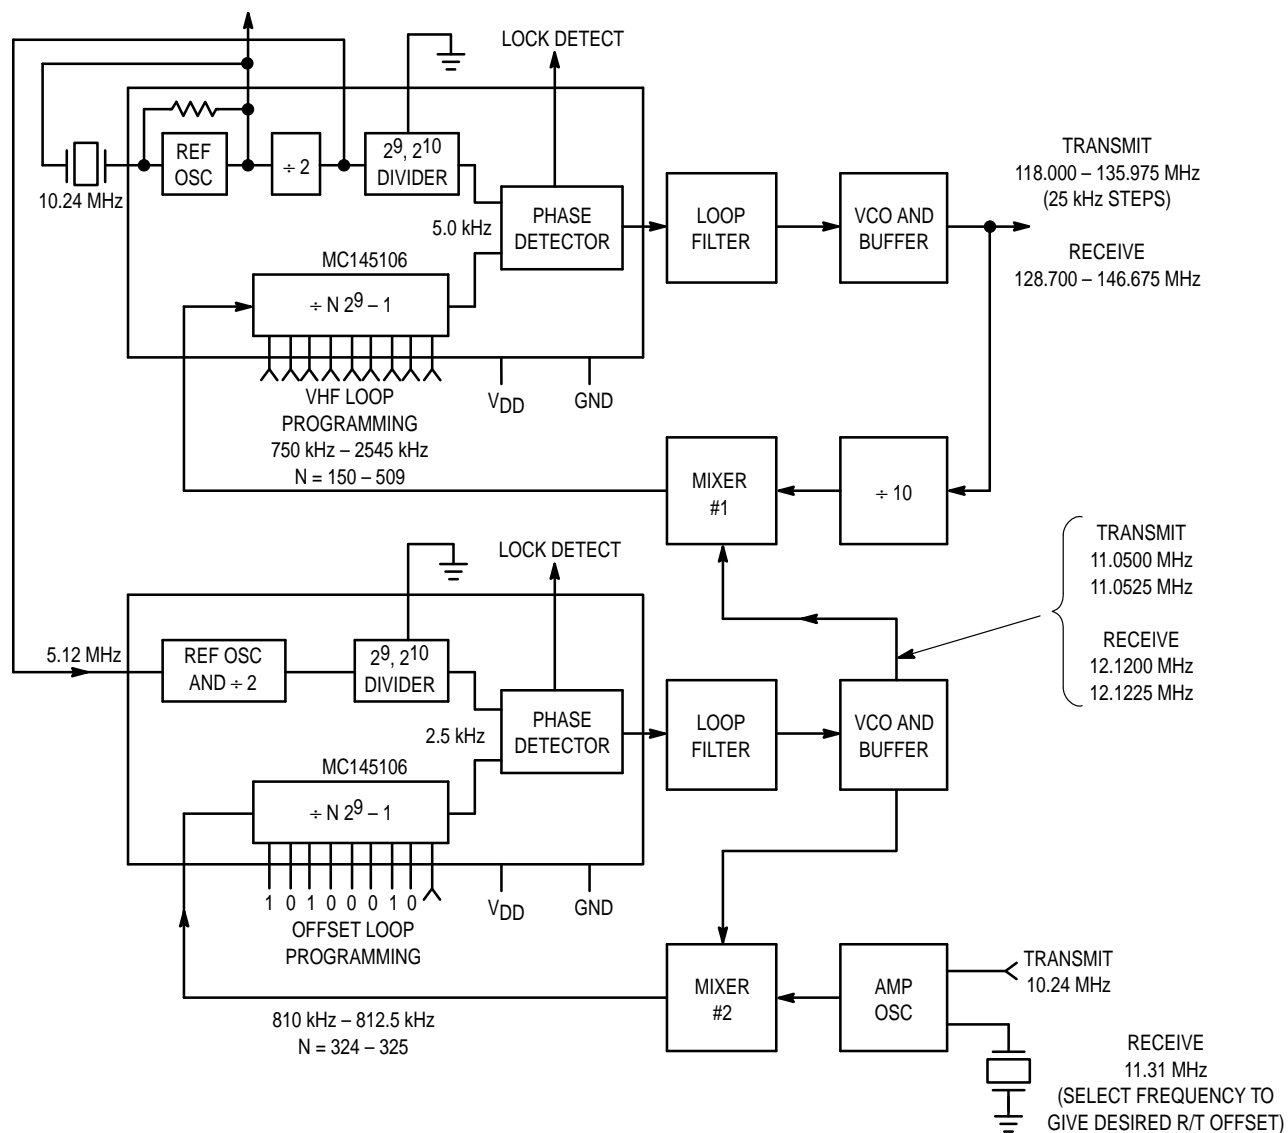 LOCK DETECT
REF
OSC
÷ 2
2⁹, 2¹⁰
DIVIDER
10.24 MHz
5.0 kHz
PHASE
DETECTOR
LOOP
FILTER
VCO AND
BUFFER
TRANSMIT
118.000 – 135.975 MHz
(25 kHz STEPS)
RECEIVE
128.700 – 146.675 MHz
MC145106
÷ N 2⁹ – 1
VHF LOOP
PROGRAMMING
750 kHz – 2545 kHz
N = 150 – 509
VDD
GND
MIXER
#1
÷ 10
TRANSMIT
11.0500 MHz
11.0525 MHz
RECEIVE
12.1200 MHz
12.1225 MHz
LOCK DETECT
5.12 MHz
REF OSC
AND ÷ 2
2⁹, 2¹⁰
DIVIDER
2.5 kHz
PHASE
DETECTOR
LOOP
FILTER
VCO AND
BUFFER
MC145106
÷ N 2⁹ – 1
1 0 1 0 0 0 1 0
OFFSET LOOP
PROGRAMMING
VDD
GND
810 kHz – 812.5 kHz
N = 324 – 325
MIXER
#2
AMP
OSC
TRANSMIT
10.24 MHz
RECEIVE
11.31 MHz
(SELECT FREQUENCY TO
GIVE DESIRED R/T OFFSET)